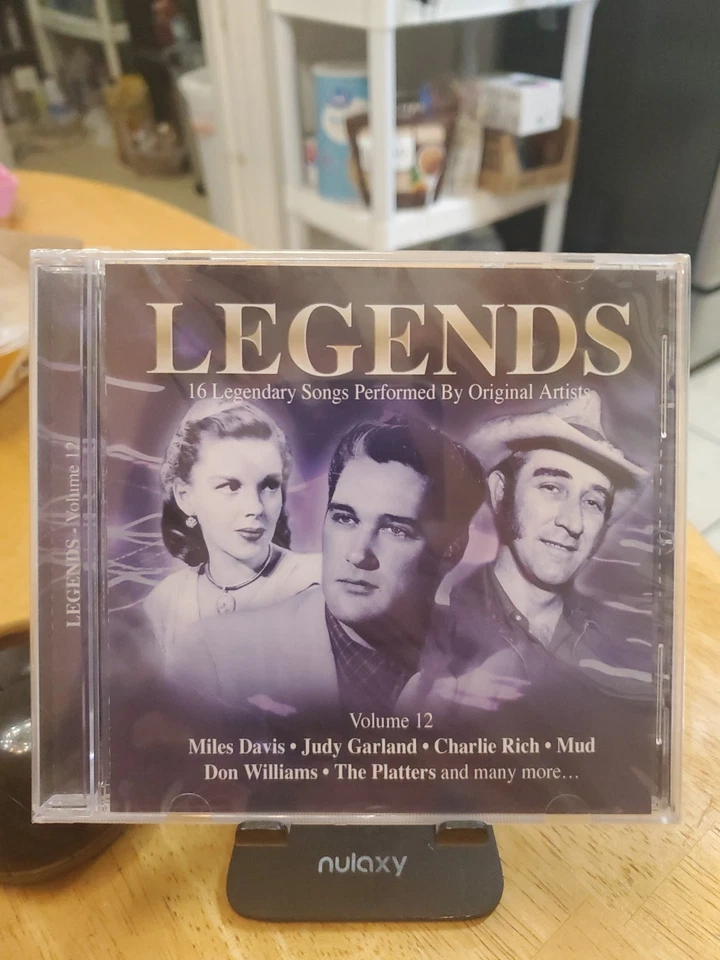 LEGENDS
16 Legendary Songs Performed By Original Artists
LEGENDS - Volume 12
Volume 12
Miles Davis • Judy Garland • Charlie Rich • Mud
Don Williams • The Platters and many more...
nulaxy